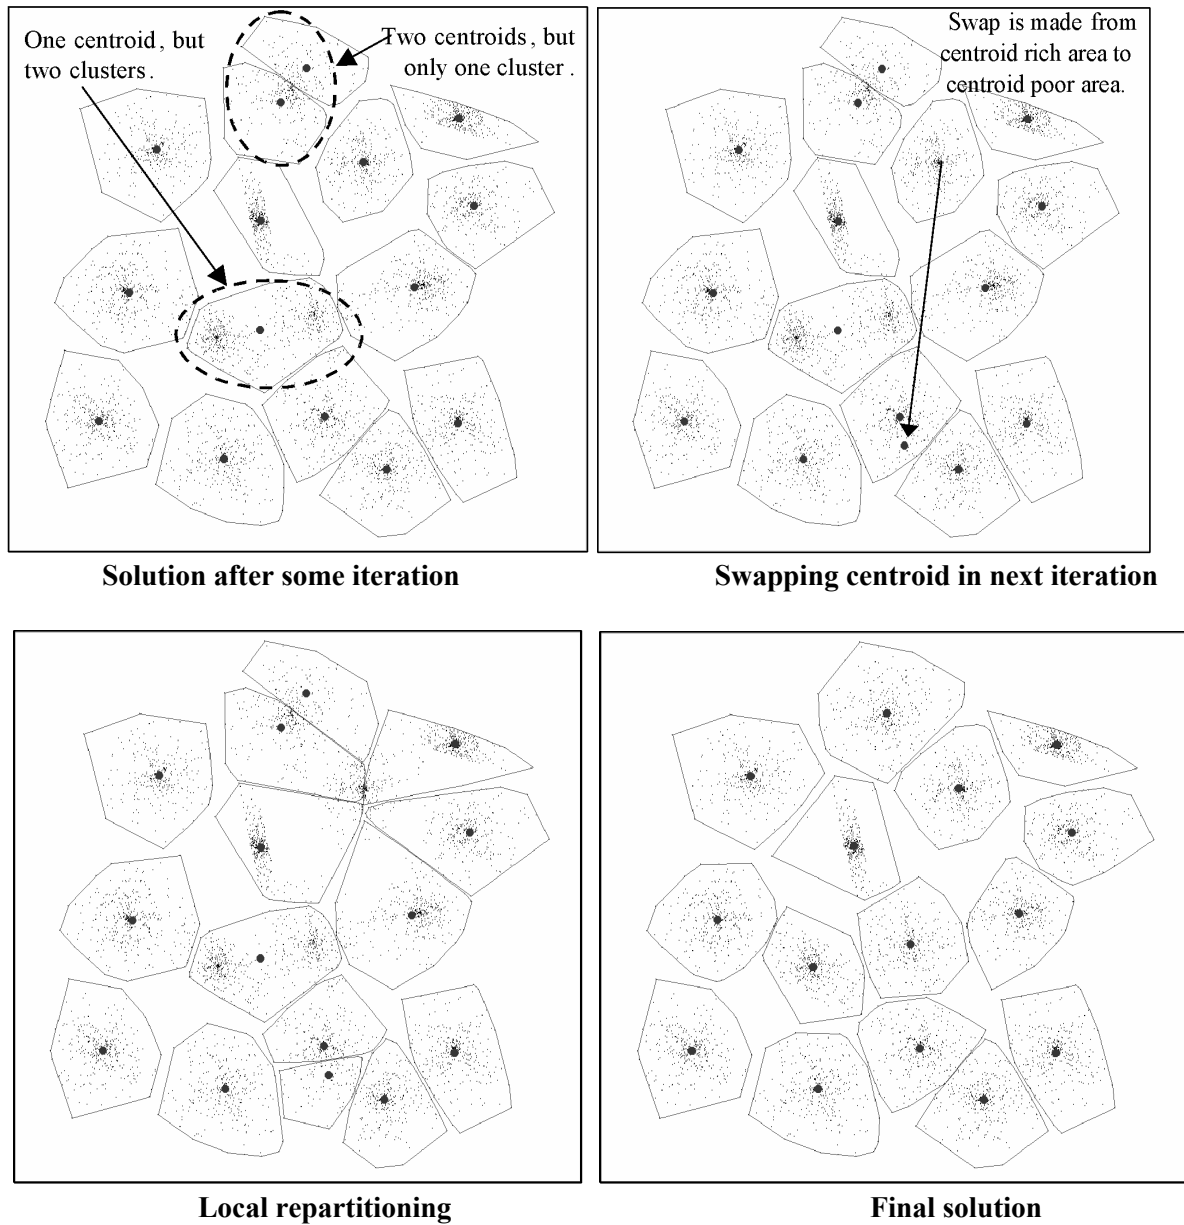 One centroid, but
two clusters.
Two centroids, but
only one cluster.
Swap is made from
centroid rich area to
centroid poor area.
Solution after some iteration
Swapping centroid in next iteration
Local repartitioning
Final solution